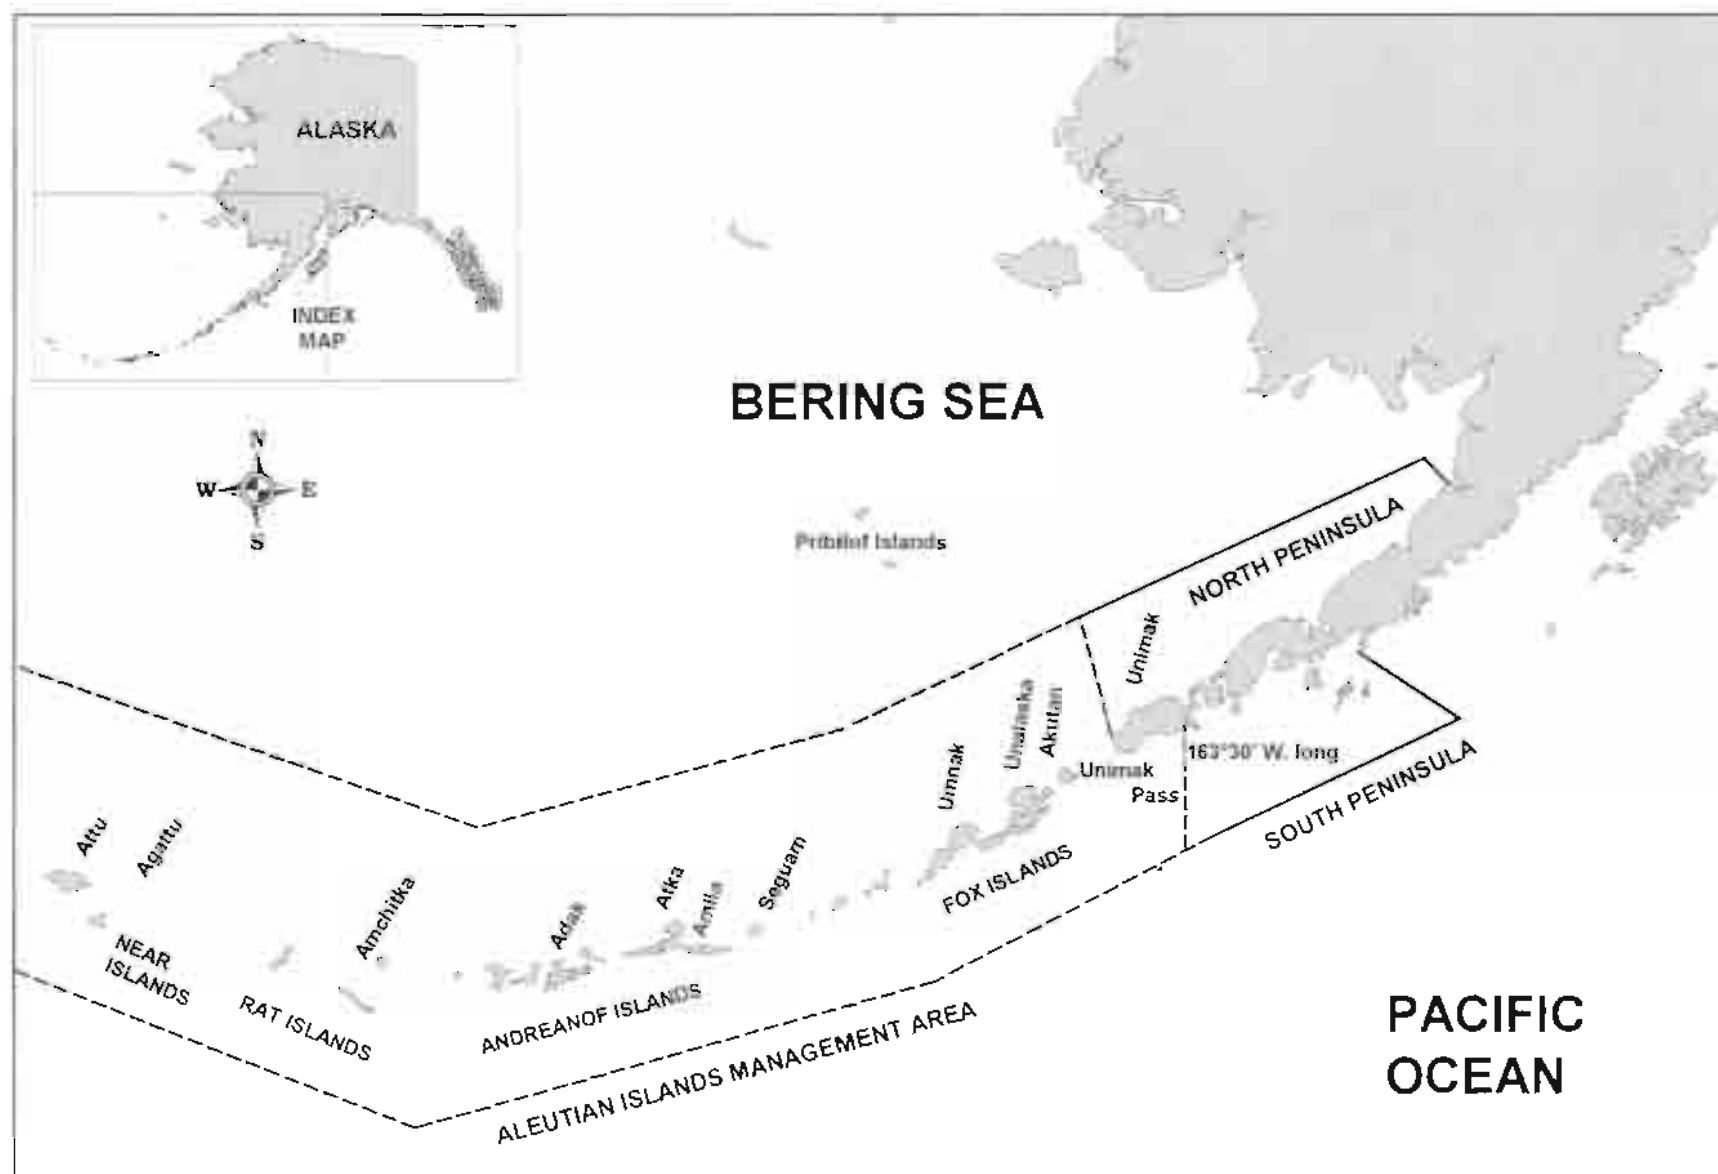 ALASKA
INDEX
MAP
N
W
E
S
BERING SEA
Pribilof Islands
NORTH PENINSULA
Unimak
Akutan
Unalaska
Umnak
Unimak
Pass
163°30' W. long
SOUTH PENINSULA
FOX ISLANDS
Seguam
Amlia
Atka
Adak
Amchitka
Agattu
Attu
NEAR
ISLANDS
RAT ISLANDS
ANDREANOF ISLANDS
ALEUTIAN ISLANDS MANAGEMENT AREA
PACIFIC
OCEAN